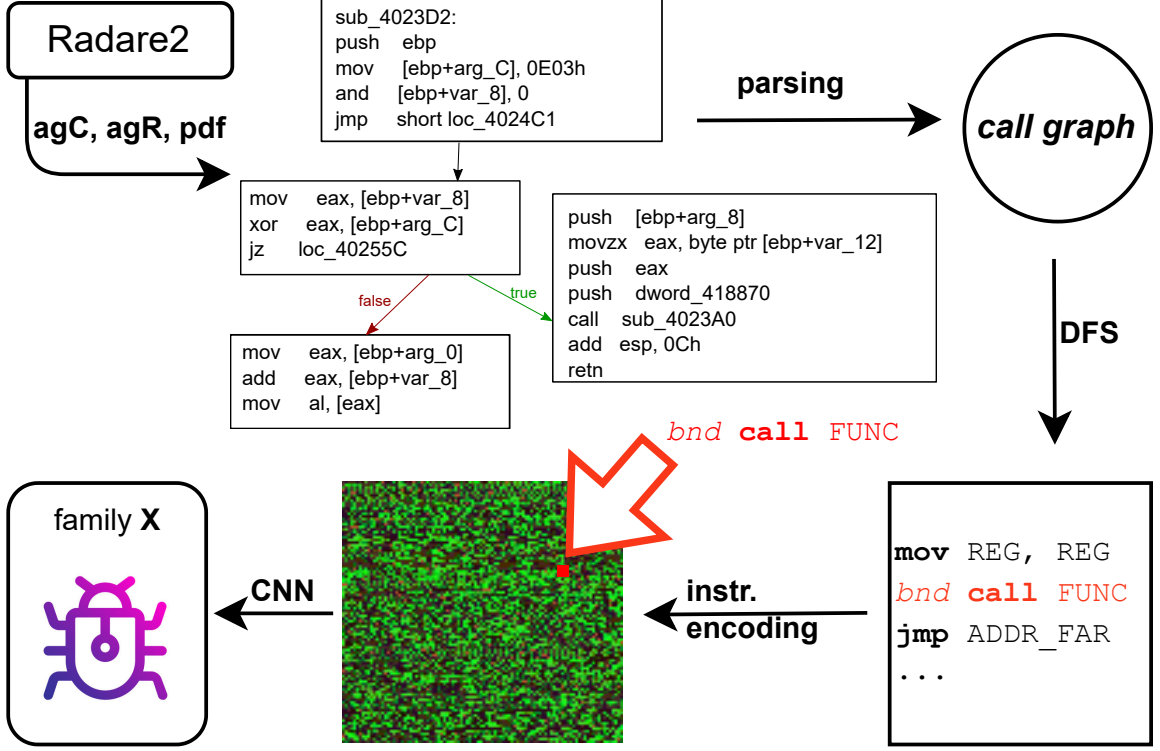 Radare2
agC, agR, pdf
sub_4023D2:
push ebp
mov [ebp+arg_C], 0E03h
and [ebp+var_8], 0
jmp short loc_4024C1
parsing
call graph
mov eax, [ebp+var_8]
xor eax, [ebp+arg_C]
jz loc_40255C
false
true
mov eax, [ebp+arg_0]
add eax, [ebp+var_8]
mov al, [eax]
push [ebp+arg_8]
movzx eax, byte ptr [ebp+var_12]
push eax
push dword_418870
call sub_4023A0
add esp, 0Ch
retn
DFS
mov REG, REG
bnd call FUNC
jmp ADDR_FAR
...
instr.
encoding
bnd call FUNC
CNN
family X